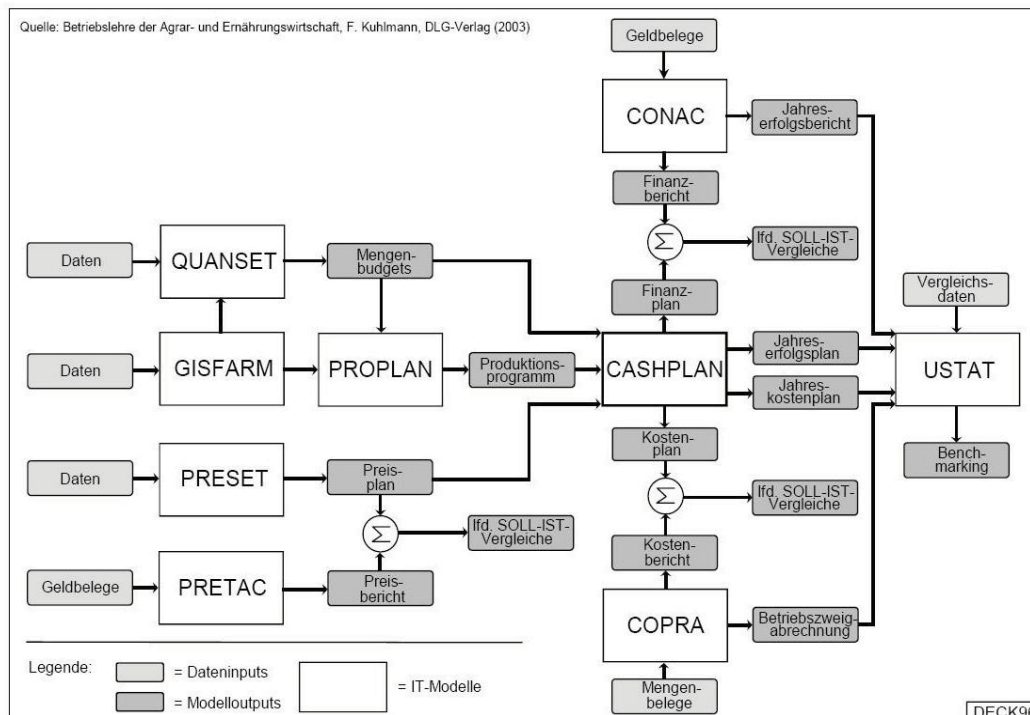 Quelle: Betriebslehre der Agrar- und Ernährungswirtschaft, F. Kuhlmann, DLG-Verlag (2003)
Geldbelege
CONAC
Jahres-
erfolgsbericht
Finanz-
bericht
Σ
lfd. SOLL-IST-
Vergleiche
Finanz-
plan
Daten
QUANSET
Mengen-
budgets
Vergleichs-
daten
Daten
GISFARM
PROPLAN
Produktions-
programm
CASHPLAN
Jahres-
erfolgsplan
Jahres-
kostenplan
USTAT
Kosten-
plan
Bench-
marking
Daten
PRESET
Preis-
plan
Σ
lfd. SOLL-IST-
Vergleiche
Σ
lfd. SOLL-IST-
Vergleiche
Kosten-
bericht
Geldbelege
PRETAC
Preis-
bericht
COPRA
Betriebszweig-
abrechnung
Mengen-
belege
Legende:
= Dateninputs
= Modelloutputs
= IT-Modelle